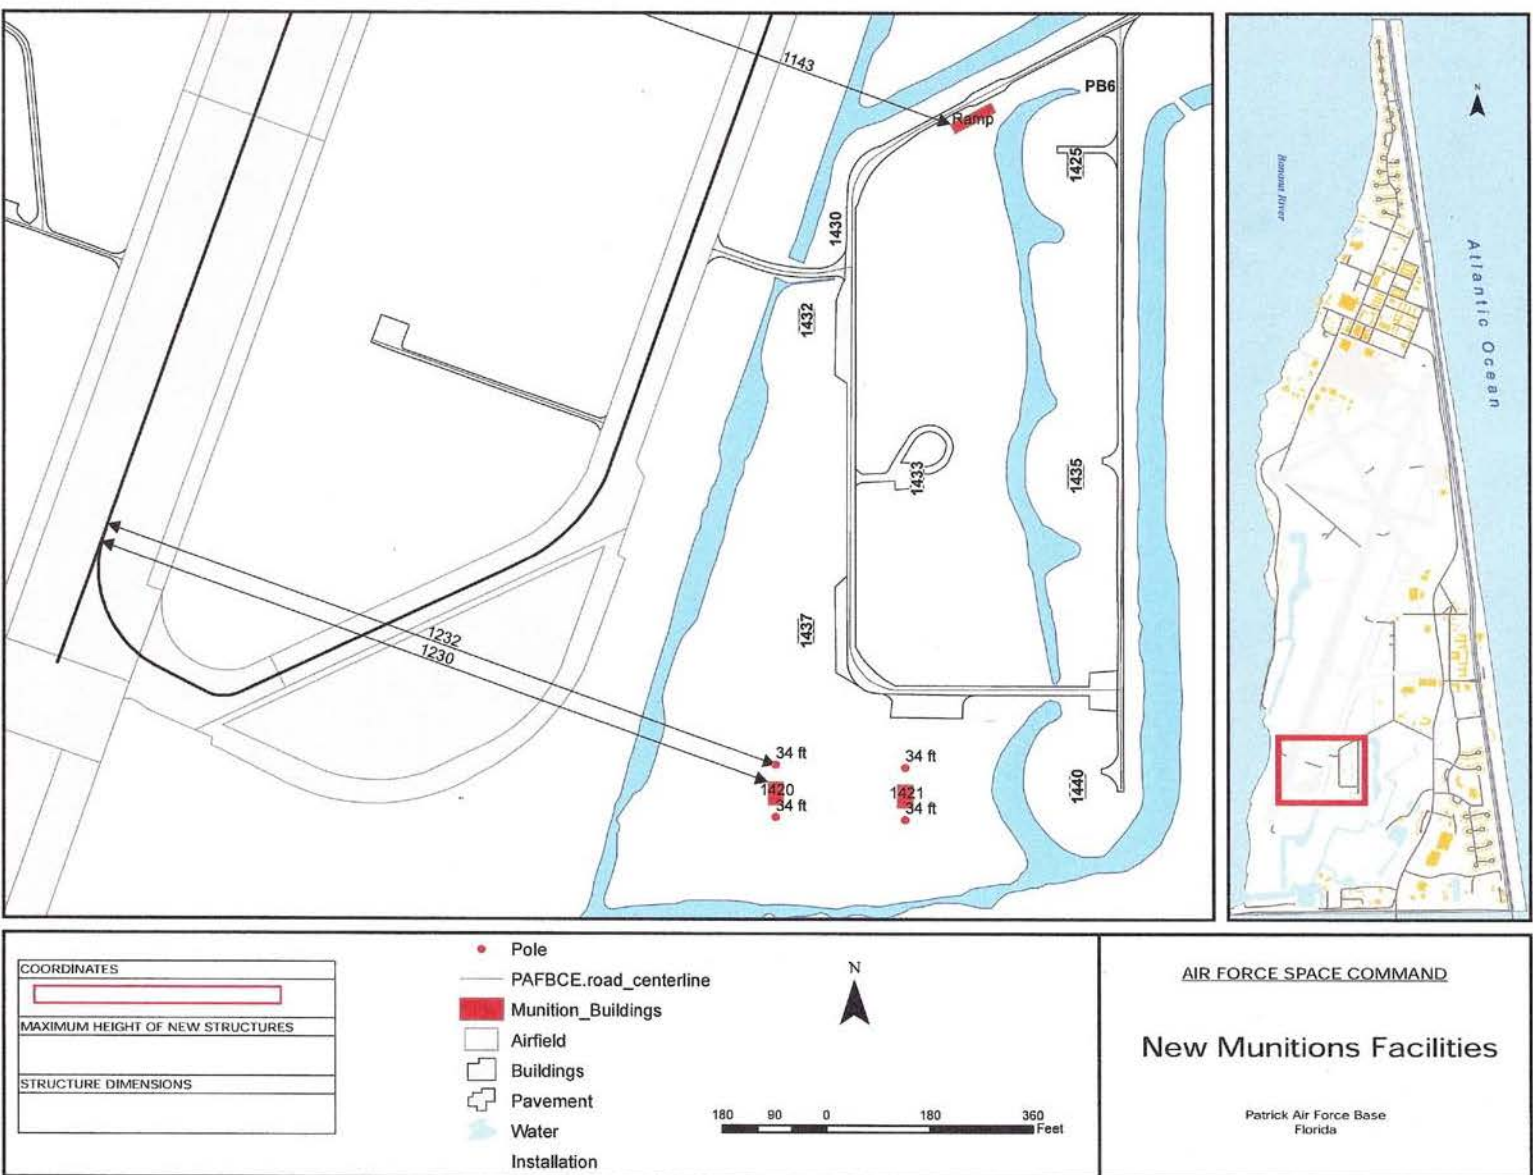 1143
PB6
Ramp
1425
1430
1432
1433
1435
1437
1232
1230
34 ft
34 ft
1420
1421
34 ft
34 ft
1440
N
Banana River
Atlantic Ocean
COORDINATES
MAXIMUM HEIGHT OF NEW STRUCTURES
STRUCTURE DIMENSIONS
Pole
PAFBCE.road_centerline
Munition_Buildings
Airfield
Buildings
Pavement
Water
Installation
N
180 90 0 180 360
Feet
AIR FORCE SPACE COMMAND
New Munitions Facilities
Patrick Air Force Base
Florida